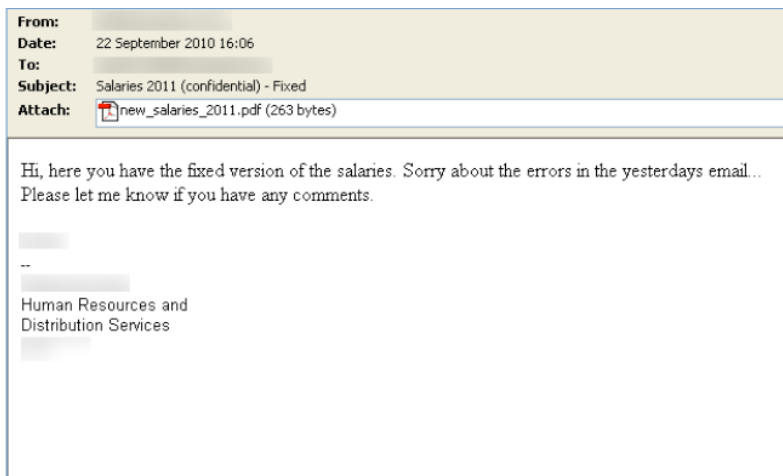 From:
Date: 22 September 2010 16:06
To:
Subject: Salaries 2011 (confidential) - Fixed
Attach: new_salaries_2011.pdf (263 bytes)
Hi, here you have the fixed version of the salaries. Sorry about the errors in the yesterdays email...
Please let me know if you have any comments.
--
Human Resources and
Distribution Services